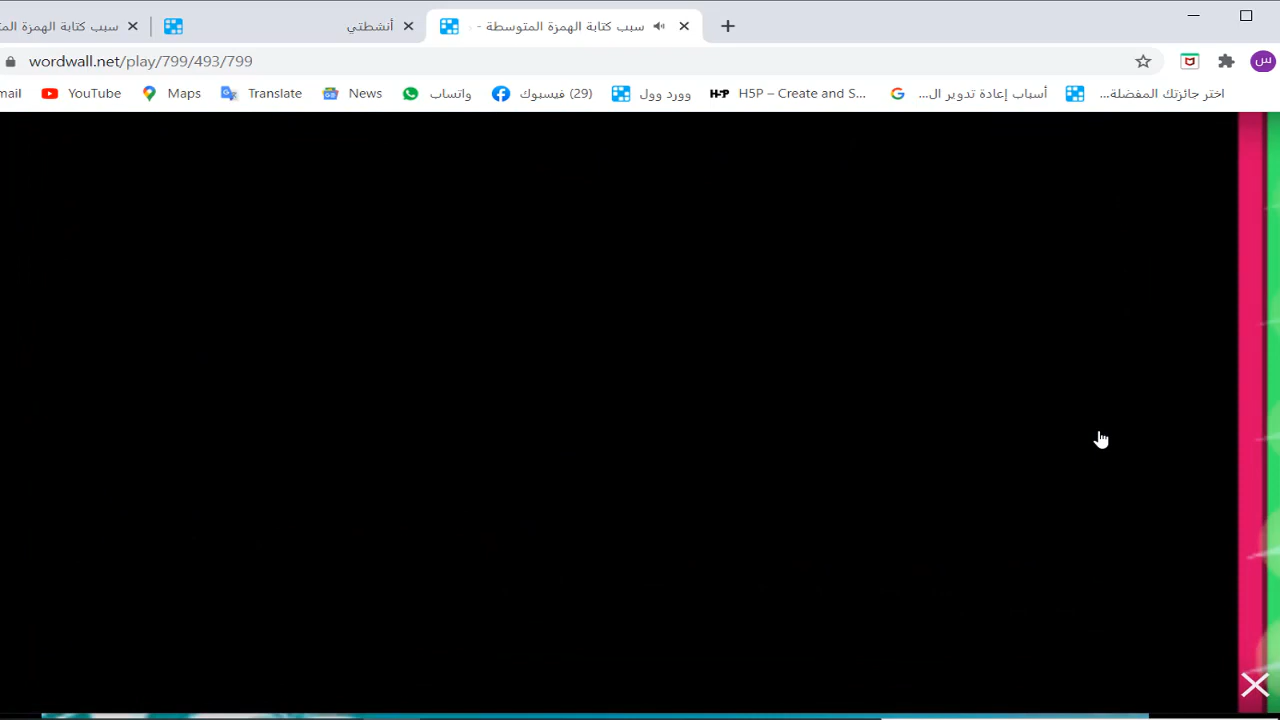 سبب كتابة الهمزة المت
أنشطتي
سبب كتابة الهمزة المتوسطة -
wordwall.net/play/799/493/799
س
mail
YouTube
Maps
Translate
News
واتساب
(29) فيسبوك
وورد وول
H5P – Create and S...
أسباب إعادة تدوير ال...
اختر جائزتك المفضلة...